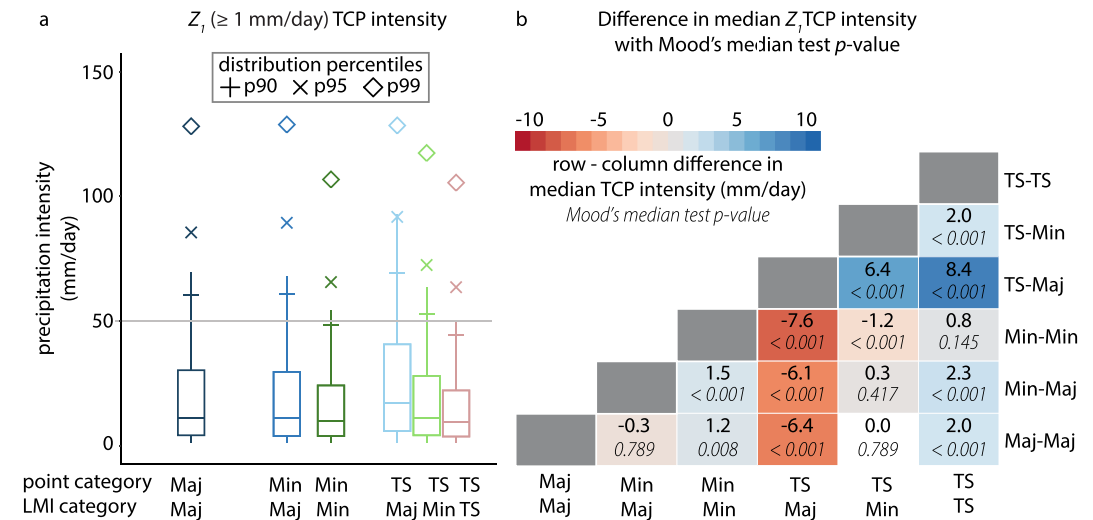 a
Z1 (≥ 1 mm/day) TCP intensity
distribution percentiles
p90 p95 p99
precipitation intensity
(mm/day)
150
100
50
0
point category Maj Min Min TS TS TS
LMI category Maj Maj Min Maj Min TS
b
Difference in median Z1TCP intensity
with Mood's median test p-value
-10 -5 0 5 10
row - column difference in
median TCP intensity (mm/day)
Mood's median test p-value
TS-TS
2.0
< 0.001
TS-Min
6.4 8.4
< 0.001 < 0.001
TS-Maj
-7.6 -1.2 0.8
< 0.001 < 0.001 0.145
Min-Min
1.5 -6.1 0.3 2.3
< 0.001 < 0.001 0.417 < 0.001
Min-Maj
-0.3 1.2 -6.4 0.0 2.0
0.789 0.008 < 0.001 0.789 < 0.001
Maj-Maj
Maj Min Min TS TS TS
Maj Maj Min Maj Min TS